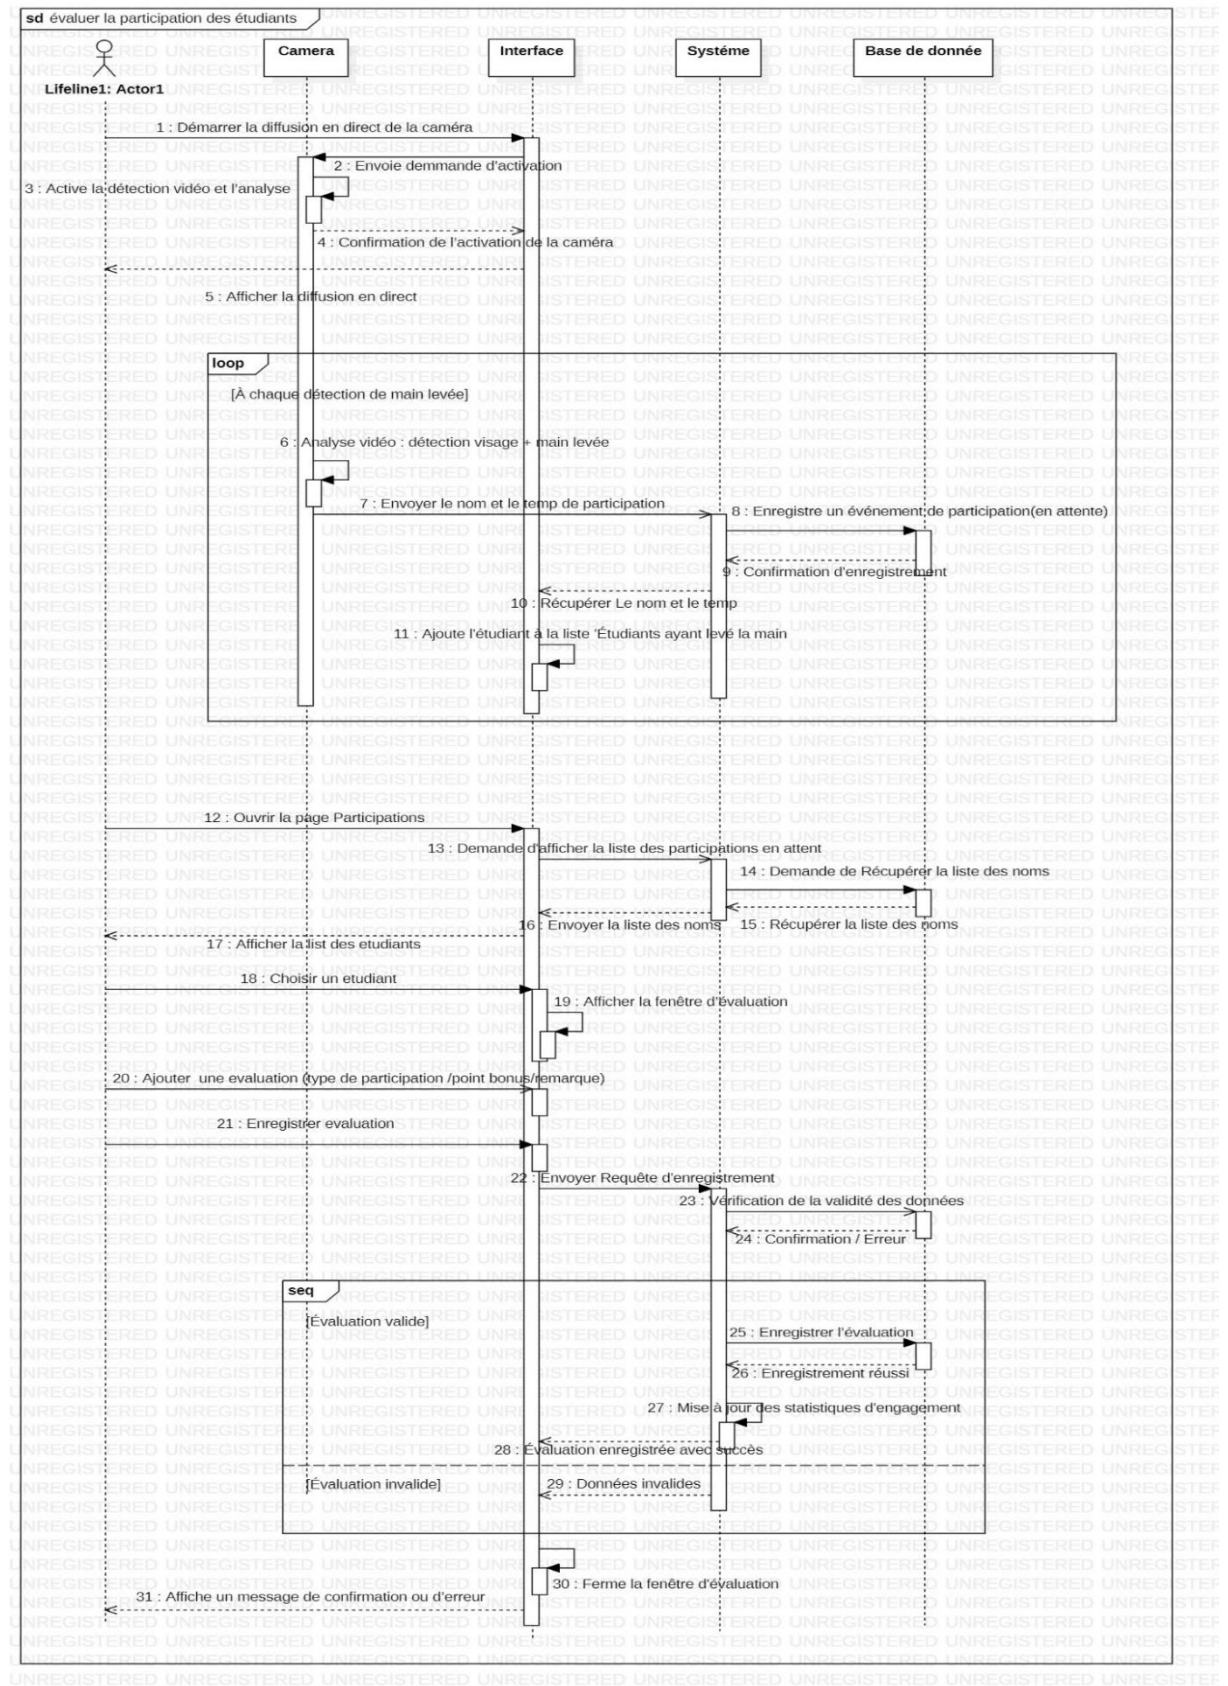 sd évaluer la participation des étudiants
Camera
Interface
Systéme
Base de donnée
Lifeline1: Actor1
1 : Démarrer la diffusion en direct de la caméra
2 : Envoie demmande d'activation
3 : Active la détection vidéo et l'analyse
4 : Confirmation de l'activation de la caméra
5 : Afficher la diffusion en direct
loop
[À chaque détection de main levée]
6 : Analyse vidéo : détection visage + main levée
7 : Envoyer le nom et le temp de participation
8 : Enregistre un événement de participation(en attente)
9 : Confirmation d'enregistrement
10 : Récupérer Le nom et le temp
11 : Ajoute l'étudiant à la liste 'Étudiants ayant levé la main
12 : Ouvrir la page Participations
13 : Demande d'afficher la liste des participations en attent
14 : Demande de Récupérer la liste des noms
15 : Récupérer la liste des noms
16 : Envoyer la liste des noms
17 : Afficher la list des etudiants
18 : Choisir un etudiant
19 : Afficher la fenêtre d'évaluation
20 : Ajouter une evaluation (type de participation /point bonus/remarque)
21 : Enregistrer evaluation
22 : Envoyer Requête d'enregistrement
23 : Vérification de la validité des données
24 : Confirmation / Erreur
seq
[Évaluation valide]
25 : Enregistrer l'évaluation
26 : Enregistrement réussi
27 : Mise à jour des statistiques d'engagement
28 : Évaluation enregistrée avec succès
[Évaluation invalide]
29 : Données invalides
30 : Ferme la fenêtre d'évaluation
31 : Affiche un message de confirmation ou d'erreur
UNREGISTERED